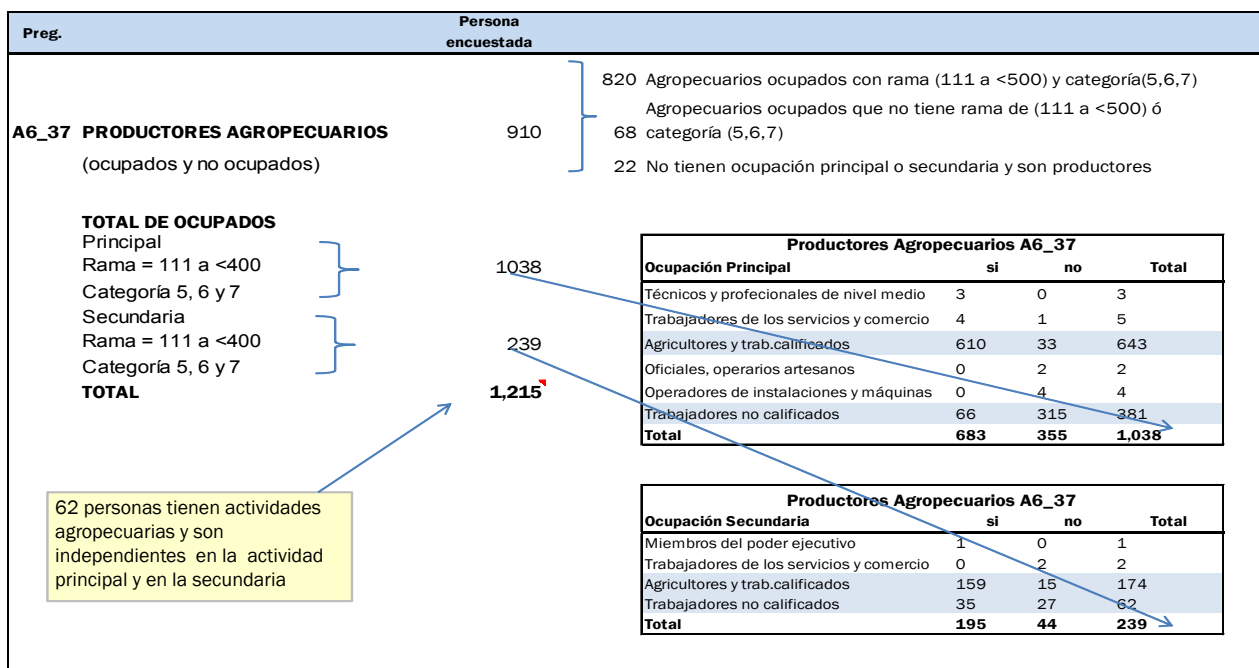 Preg. Persona encuestada
820 Agropecuarios ocupados con rama (111 a <500) y categoría(5,6,7)
Agropecuarios ocupados que no tiene rama de (111 a <500) ó
A6_37 PRODUCTORES AGROPECUARIOS 910 68 categoría (5,6,7)
(ocupados y no ocupados) 22 No tienen ocupación principal o secundaria y son productores
TOTAL DE OCUPADOS
Principal
Rama = 111 a <400 1038
Categoría 5, 6 y 7
Secundaria
Rama = 111 a <400 239
Categoría 5, 6 y 7
TOTAL 1,215
62 personas tienen actividades
agropecuarias y son
independientes en la actividad
principal y en la secundaria
Productores Agropecuarios A6_37
Ocupación Principal si no Total
Técnicos y profecionales de nivel medio 3 0 3
Trabajadores de los servicios y comercio 4 1 5
Agricultores y trab.calificados 610 33 643
Oficiales, operarios artesanos 0 2 2
Operadores de instalaciones y máquinas 0 4 4
Trabajadores no calificados 66 315 381
Total 683 355 1,038
Productores Agropecuarios A6_37
Ocupación Secundaria si no Total
Miembros del poder ejecutivo 1 0 1
Trabajadores de los servicios y comercio 0 2 2
Agricultores y trab.calificados 159 15 174
Trabajadores no calificados 35 27 62
Total 195 44 239